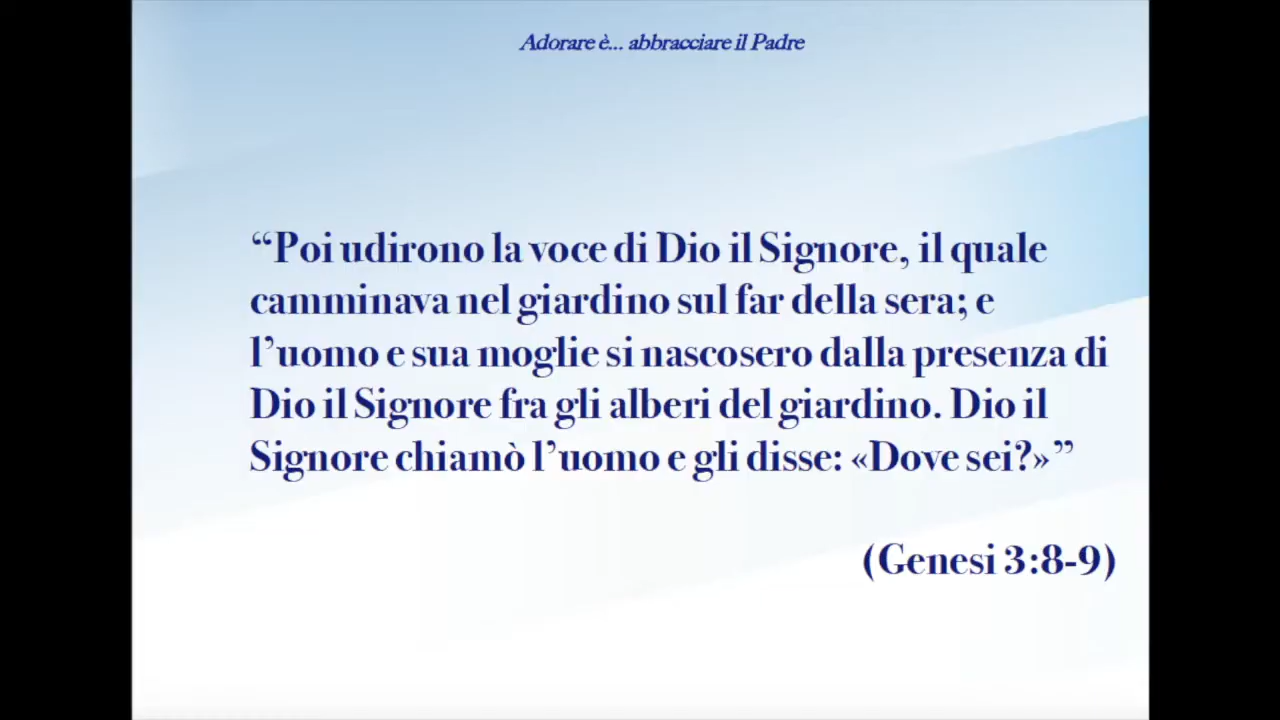 Adorare è... abbracciare il Padre
“Poi udirono la voce di Dio il Signore, il quale
camminava nel giardino sul far della sera; e
l’uomo e sua moglie si nascosero dalla presenza di
Dio il Signore fra gli alberi del giardino. Dio il
Signore chiamò l’uomo e gli disse: «Dove sei?»”
(Genesi 3:8-9)